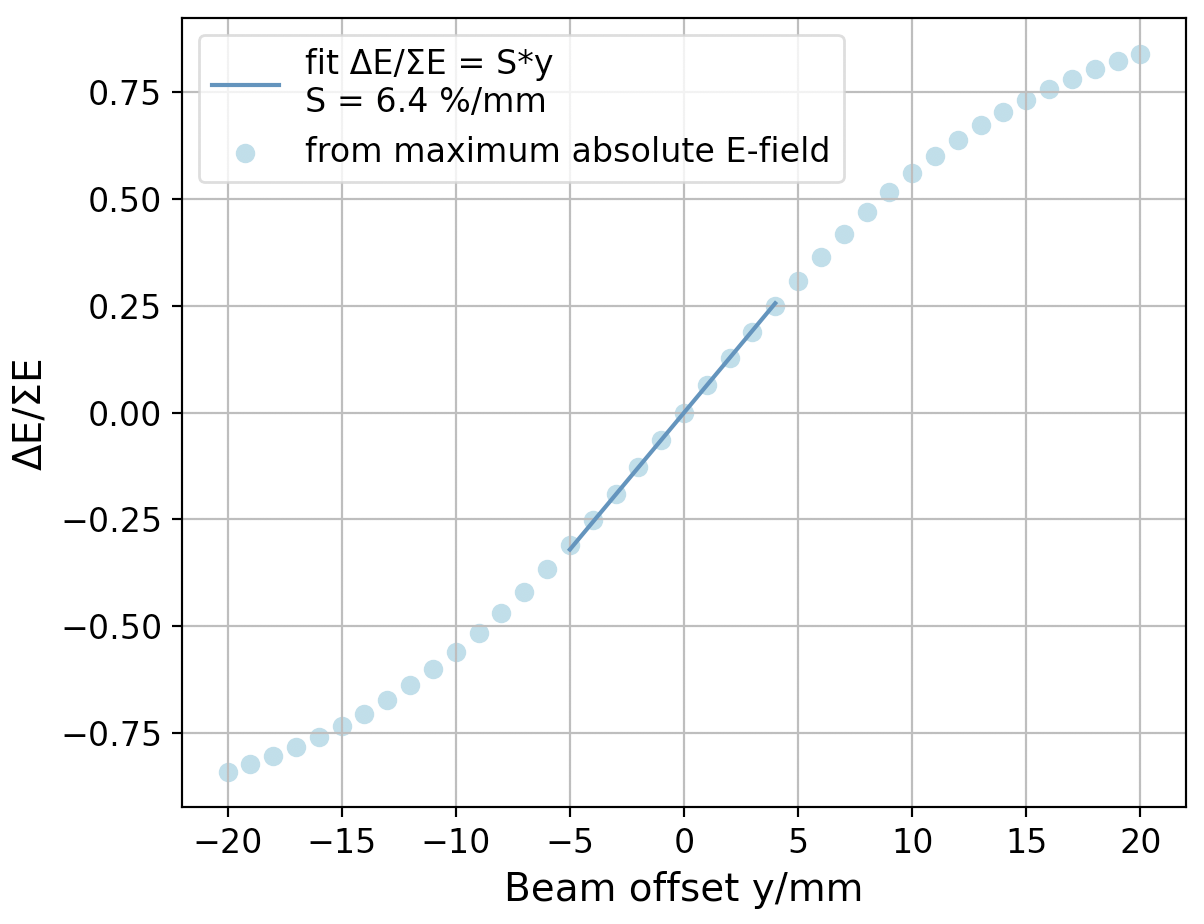 fit ΔE/ΣE = S*y
S = 6.4 %/mm
from maximum absolute E-field
ΔE/ΣE
0.75
0.50
0.25
0.00
−0.25
−0.50
−0.75
−20 −15 −10 −5 0 5 10 15 20
Beam offset y/mm